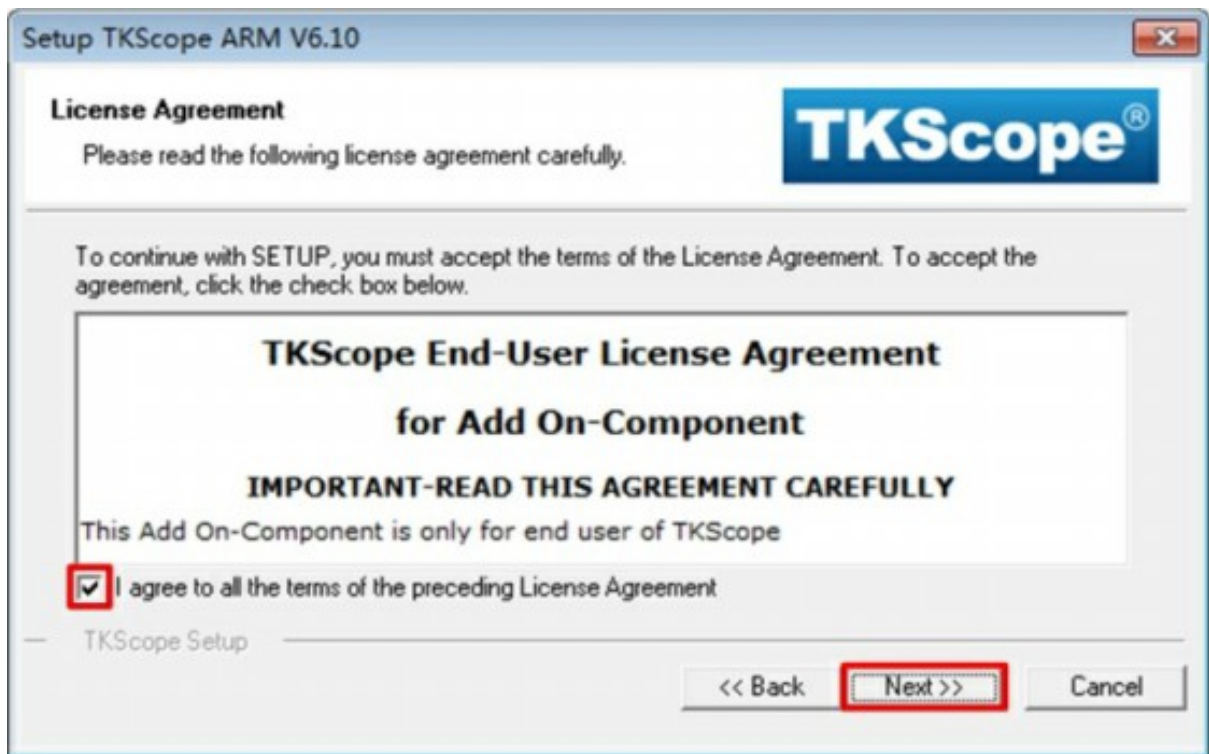 Setup TKScope ARM V6.10
License Agreement
Please read the following license agreement carefully.
TKScope®
To continue with SETUP, you must accept the terms of the License Agreement. To accept the
agreement, click the check box below.
TKScope End-User License Agreement
for Add On-Component
IMPORTANT-READ THIS AGREEMENT CAREFULLY
This Add On-Component is only for end user of TKScope
I agree to all the terms of the preceding License Agreement
TKScope Setup
<< Back Next >> Cancel